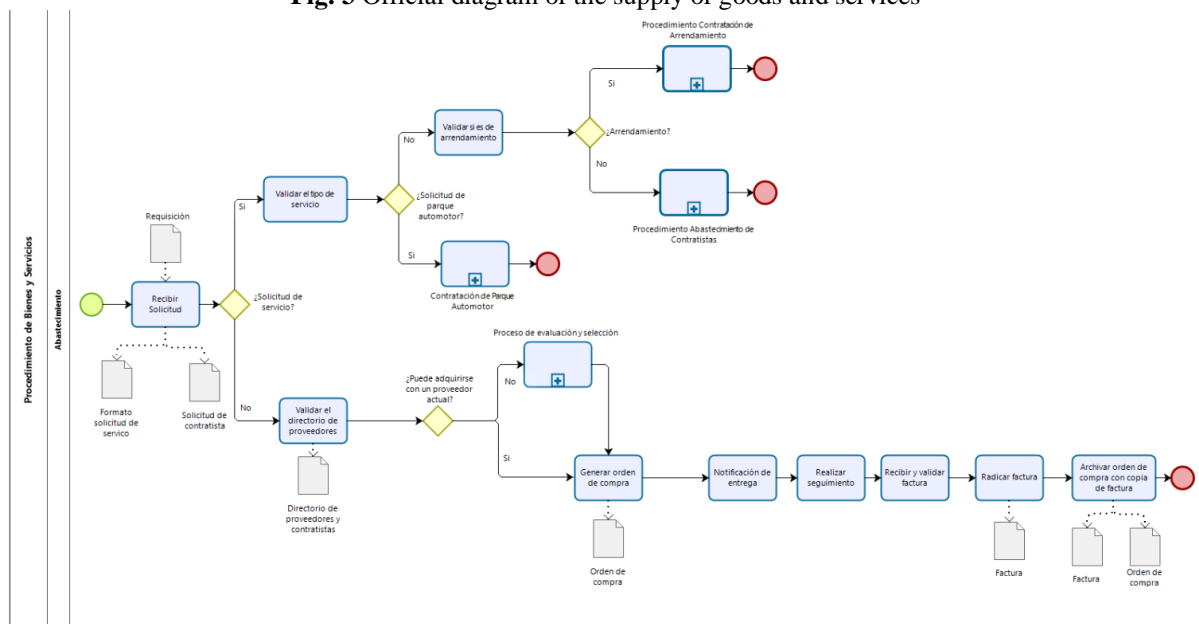 Fig. 3 Official diagram of the supply of goods and services
Procedimiento de Bienes y Servicios
Abastecimiento
Requisición
Recibir
Solicitud
Formato
solicitud de
servico
Solicitud de
contratista
¿Solicitud de
servicio?
Si
Validar el tipo de
servicio
¿Solicitud de
parque
automotor?
No
Validar si es de
arrendamiento
¿Arrendamiento?
Si
Procedimiento Contratación de
Arrendamiento
No
Procedimiento Abastecimiento de
Contratistas
Si
Contratación de Parque
Automotor
No
Validar el
directorio de
proveedores
Directorio de
proveedores y
contratistas
¿Puede adquirirse
con un proveedor
actual?
No
Proceso de evaluación y selección
Si
Generar orden
de compra
Orden de
compra
Notificación de
entrega
Realizar
seguimiento
Recibir y validar
factura
Radicar factura
Factura
Archivar orden de
compra con copia
de factura
Factura
Orden de
compra